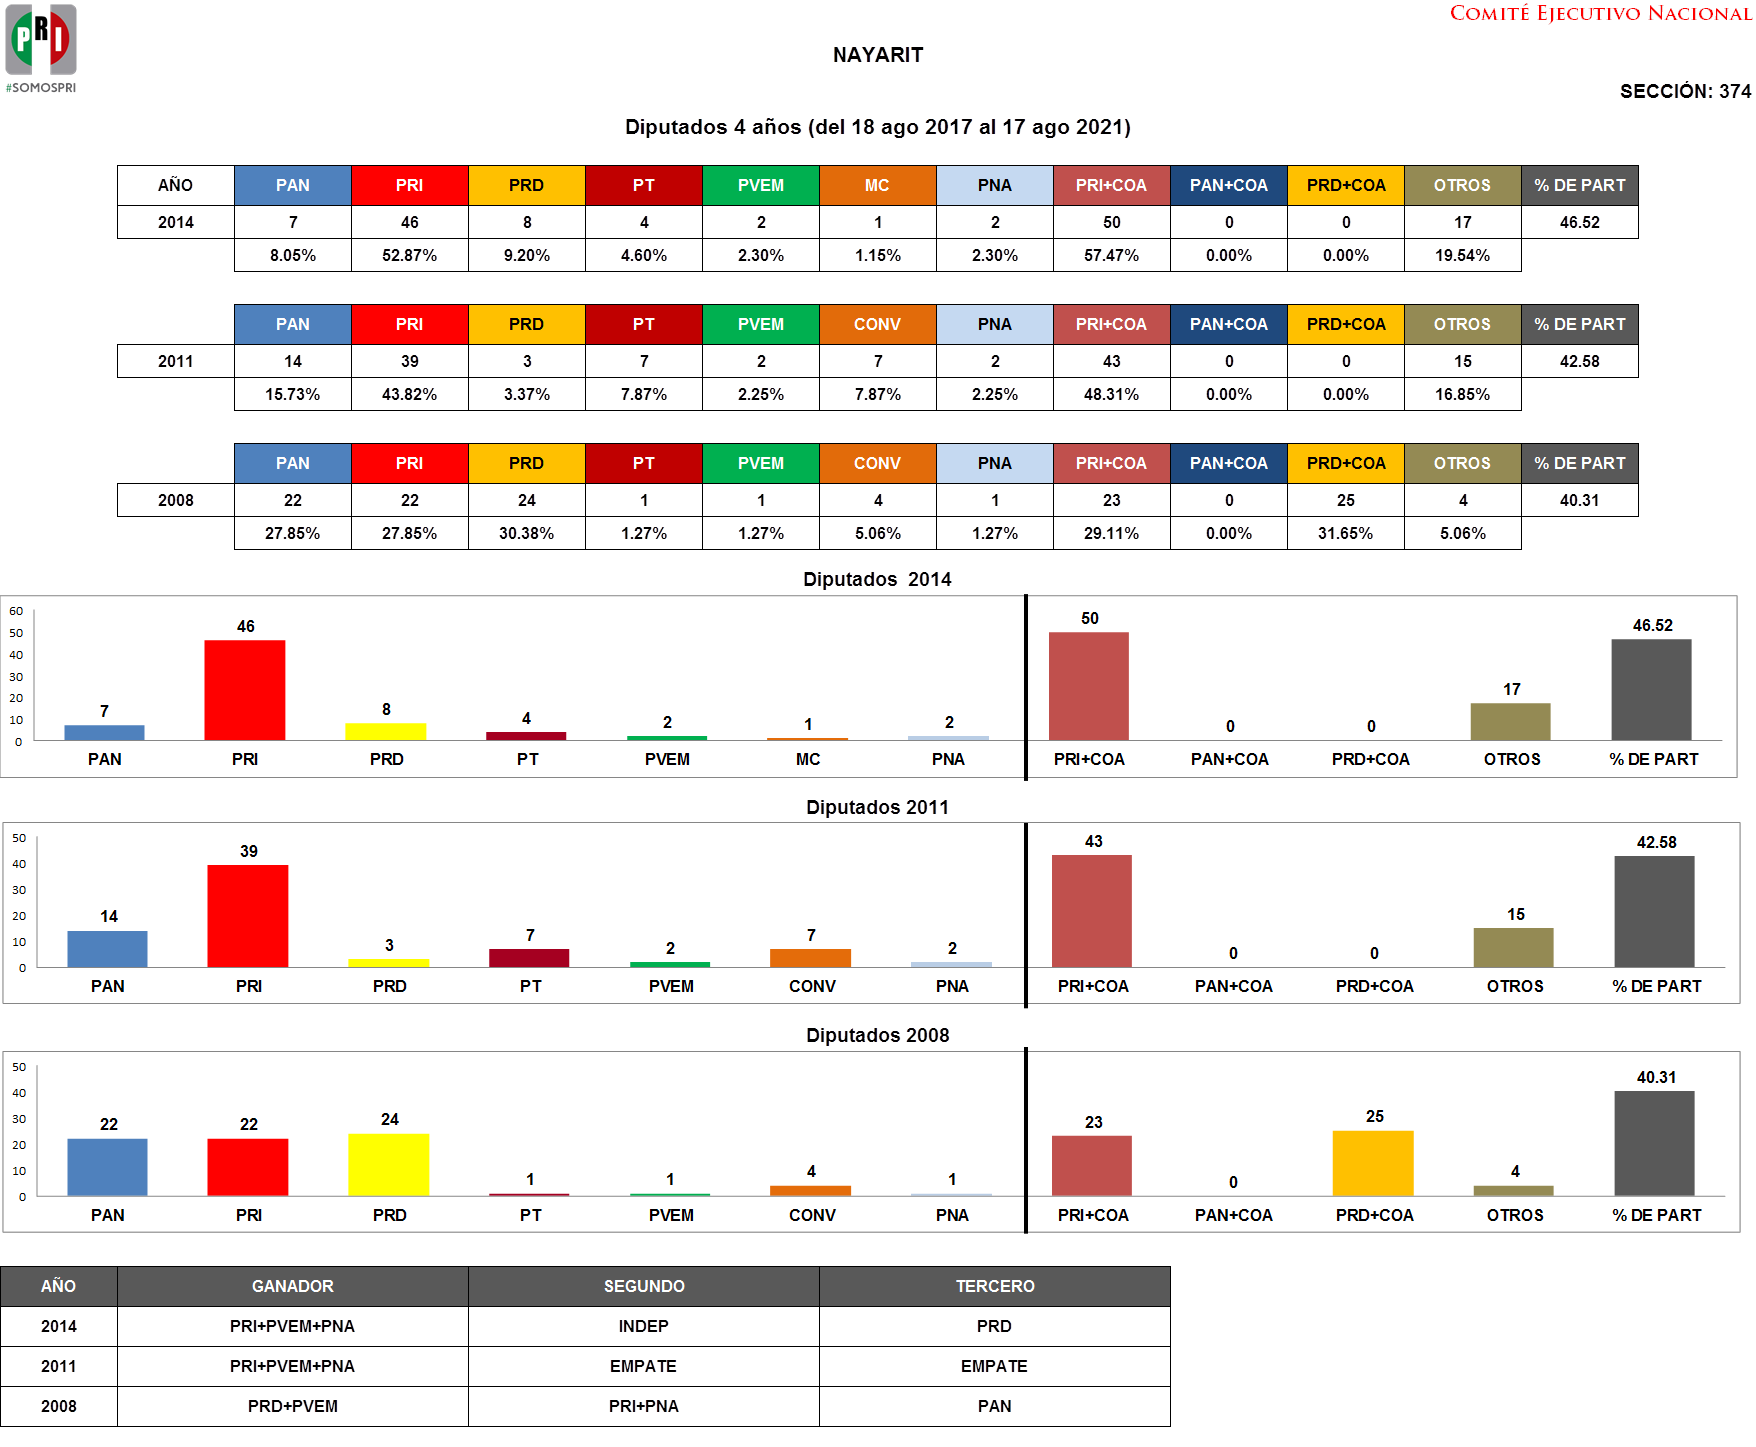 PRI
#SOMOSPRI
COMITÉ EJECUTIVO NACIONAL
NAYARIT
SECCIÓN: 374
Diputados 4 años (del 18 ago 2017 al 17 ago 2021)
AÑO PAN PRI PRD PT PVEM MC PNA PRI+COA PAN+COA PRD+COA OTROS % DE PART
2014 7 46 8 4 2 1 2 50 0 0 17 46.52
8.05% 52.87% 9.20% 4.60% 2.30% 1.15% 2.30% 57.47% 0.00% 0.00% 19.54%
PAN PRI PRD PT PVEM CONV PNA PRI+COA PAN+COA PRD+COA OTROS % DE PART
2011 14 39 3 7 2 7 2 43 0 0 15 42.58
15.73% 43.82% 3.37% 7.87% 2.25% 7.87% 2.25% 48.31% 0.00% 0.00% 16.85%
PAN PRI PRD PT PVEM CONV PNA PRI+COA PAN+COA PRD+COA OTROS % DE PART
2008 22 22 24 1 1 4 1 23 0 25 4 40.31
27.85% 27.85% 30.38% 1.27% 1.27% 5.06% 1.27% 29.11% 0.00% 31.65% 5.06%
Diputados 2014
60
50
40
30
20
10
0
7 46 8 4 2 1 2 50 0 0 17 46.52
PAN PRI PRD PT PVEM MC PNA PRI+COA PAN+COA PRD+COA OTROS % DE PART
Diputados 2011
50
40
30
20
10
0
14 39 3 7 2 7 2 43 0 0 15 42.58
PAN PRI PRD PT PVEM CONV PNA PRI+COA PAN+COA PRD+COA OTROS % DE PART
Diputados 2008
50
40
30
20
10
0
22 22 24 1 1 4 1 23 0 25 4 40.31
PAN PRI PRD PT PVEM CONV PNA PRI+COA PAN+COA PRD+COA OTROS % DE PART
AÑO GANADOR SEGUNDO TERCERO
2014 PRI+PVEM+PNA INDEP PRD
2011 PRI+PVEM+PNA EMPATE EMPATE
2008 PRD+PVEM PRI+PNA PAN